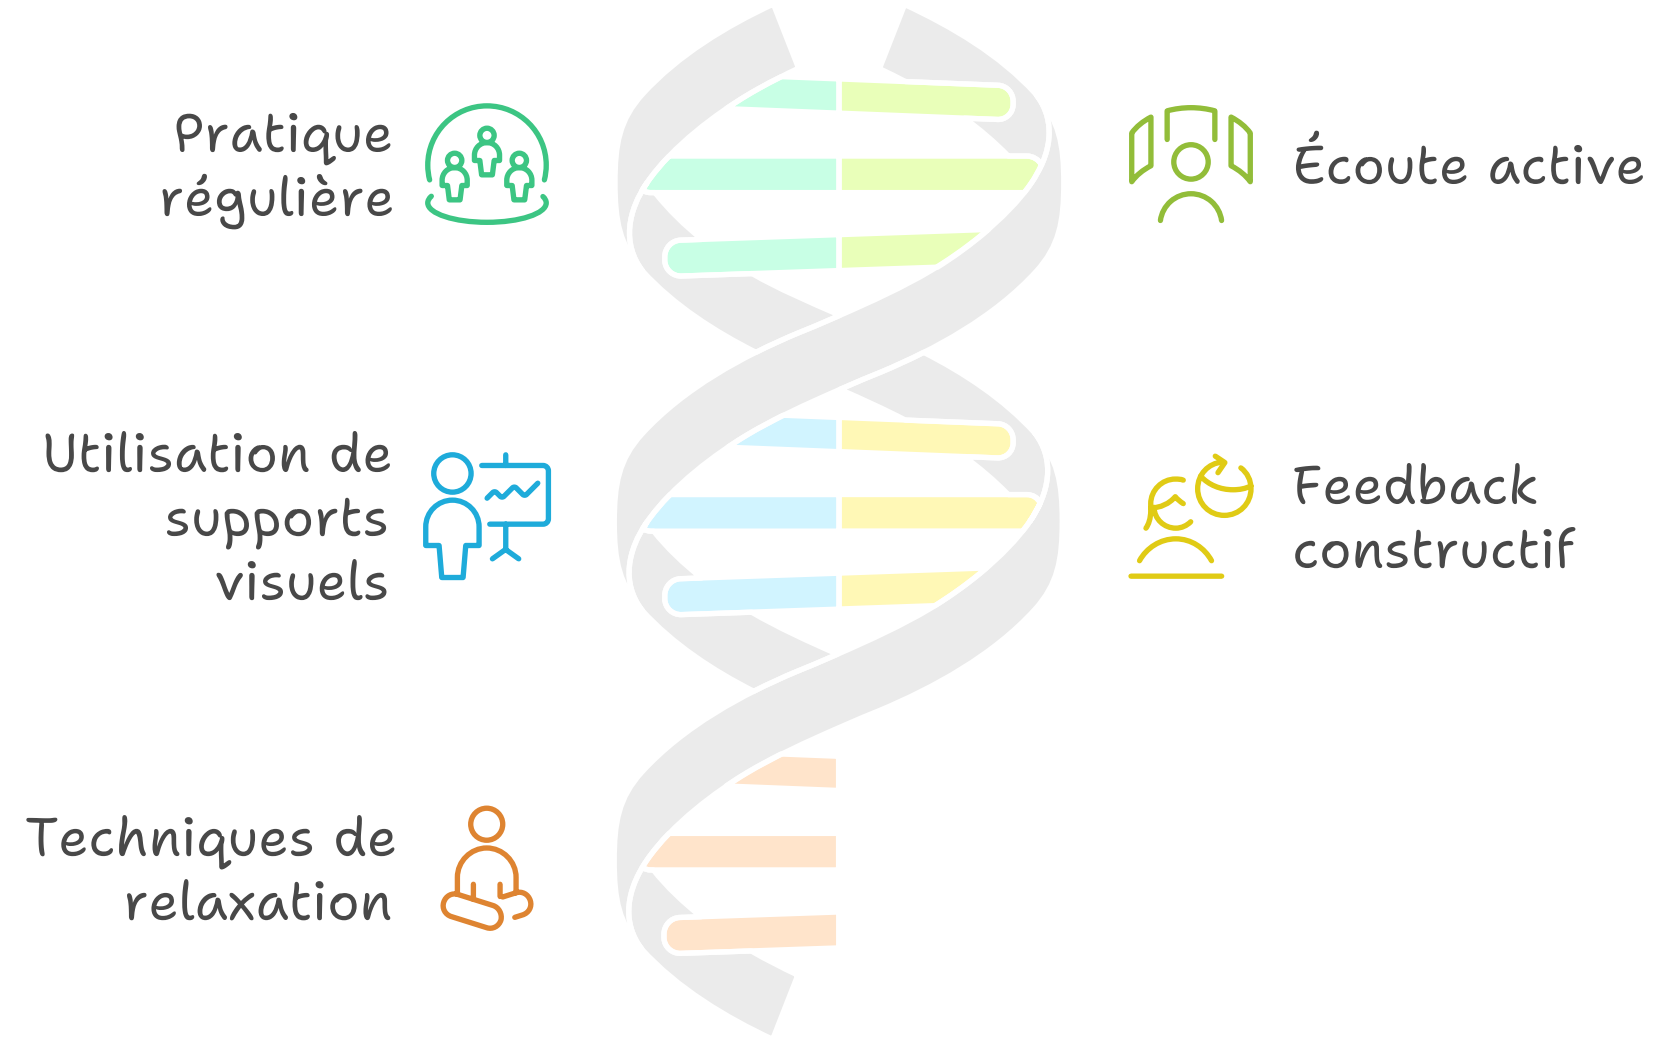 Pratique
régulière
Écoute active
Utilisation de
supports
visuels
Feedback
constructif
Techniques de
relaxation